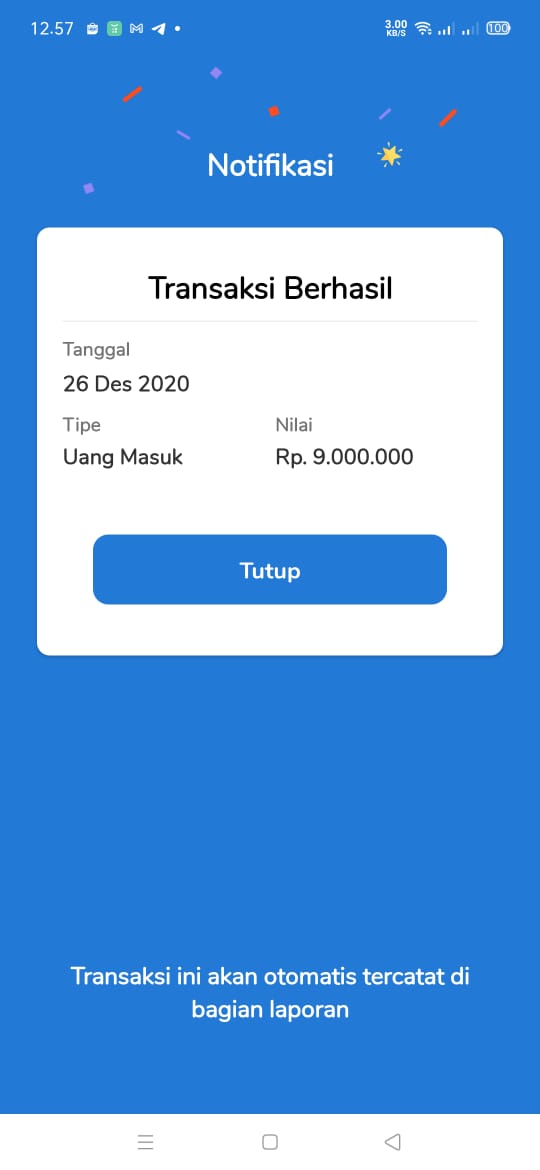 12.57
3.00
KB/S
100
Notifikasi
Transaksi Berhasil
Tanggal
26 Des 2020
Tipe
Nilai
Uang Masuk
Rp. 9.000.000
Tutup
Transaksi ini akan otomatis tercatat di
bagian laporan